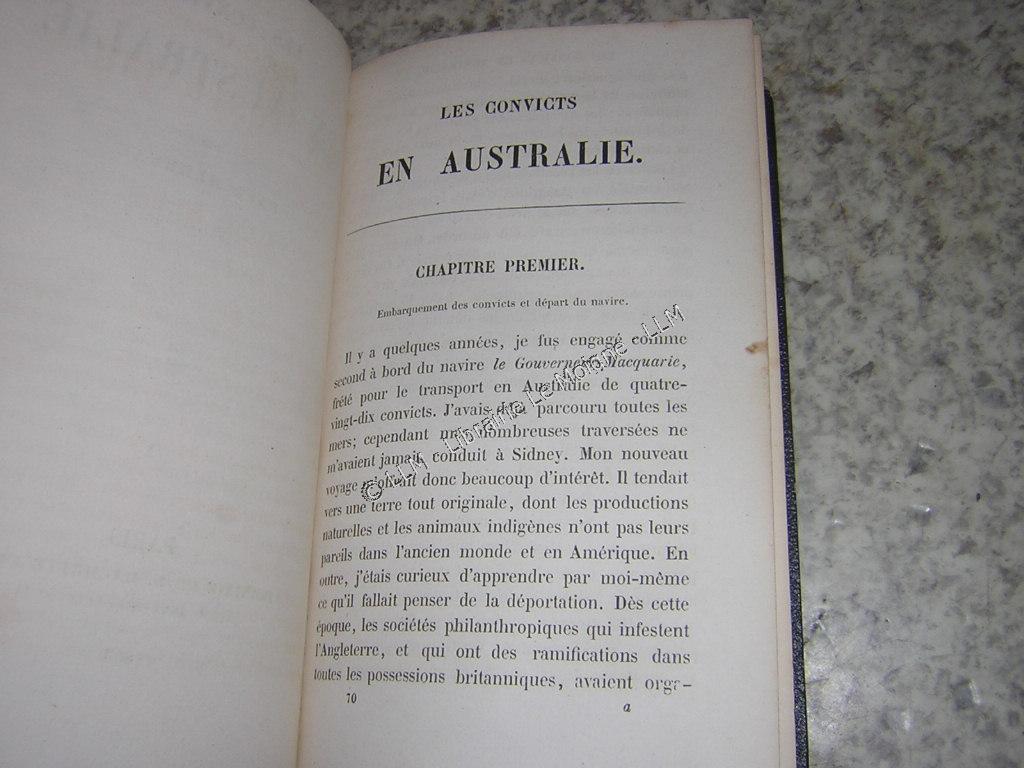 LES CONVICTS
EN AUSTRALIE.
CHAPITRE PREMIER.
Embarquement des convicts et départ du navire.
Il y a quelques années, je fus engagé comme
second à bord du navire le Gouverneur Macquarie,
frété pour le transport en Australie de quatre-
vingt-dix convicts. J'avais déjà parcouru toutes les
mers; cependant mes nombreuses traversées ne
m'avaient jamais conduit à Sidney. Mon nouveau
voyage m'offrait donc beaucoup d'intérêt. Il tendait
vers une terre tout originale, dont les productions
naturelles et les animaux indigènes n'ont pas leurs
pareils dans l'ancien monde et en Amérique. En
outre, j'étais curieux d'apprendre par moi-même
ce qu'il fallait penser de la déportation. Dès cette
époque, les sociétés philanthropiques qui infestent
l'Angleterre, et qui ont des ramifications dans
toutes les possessions britanniques, avaient orga-
70 a
© LLM Librairie Le Moigne LLM